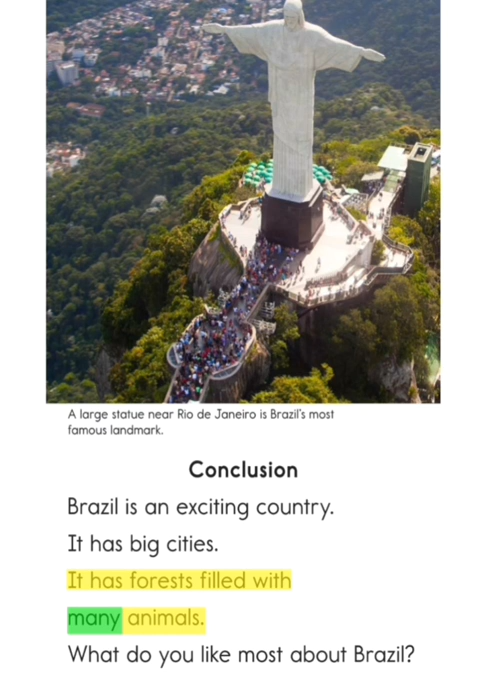 A large statue near Rio de Janeiro is Brazil's most
famous landmark.
Conclusion
Brazil is an exciting country.
It has big cities.
It has forests filled with
many animals.
What do you like most about Brazil?